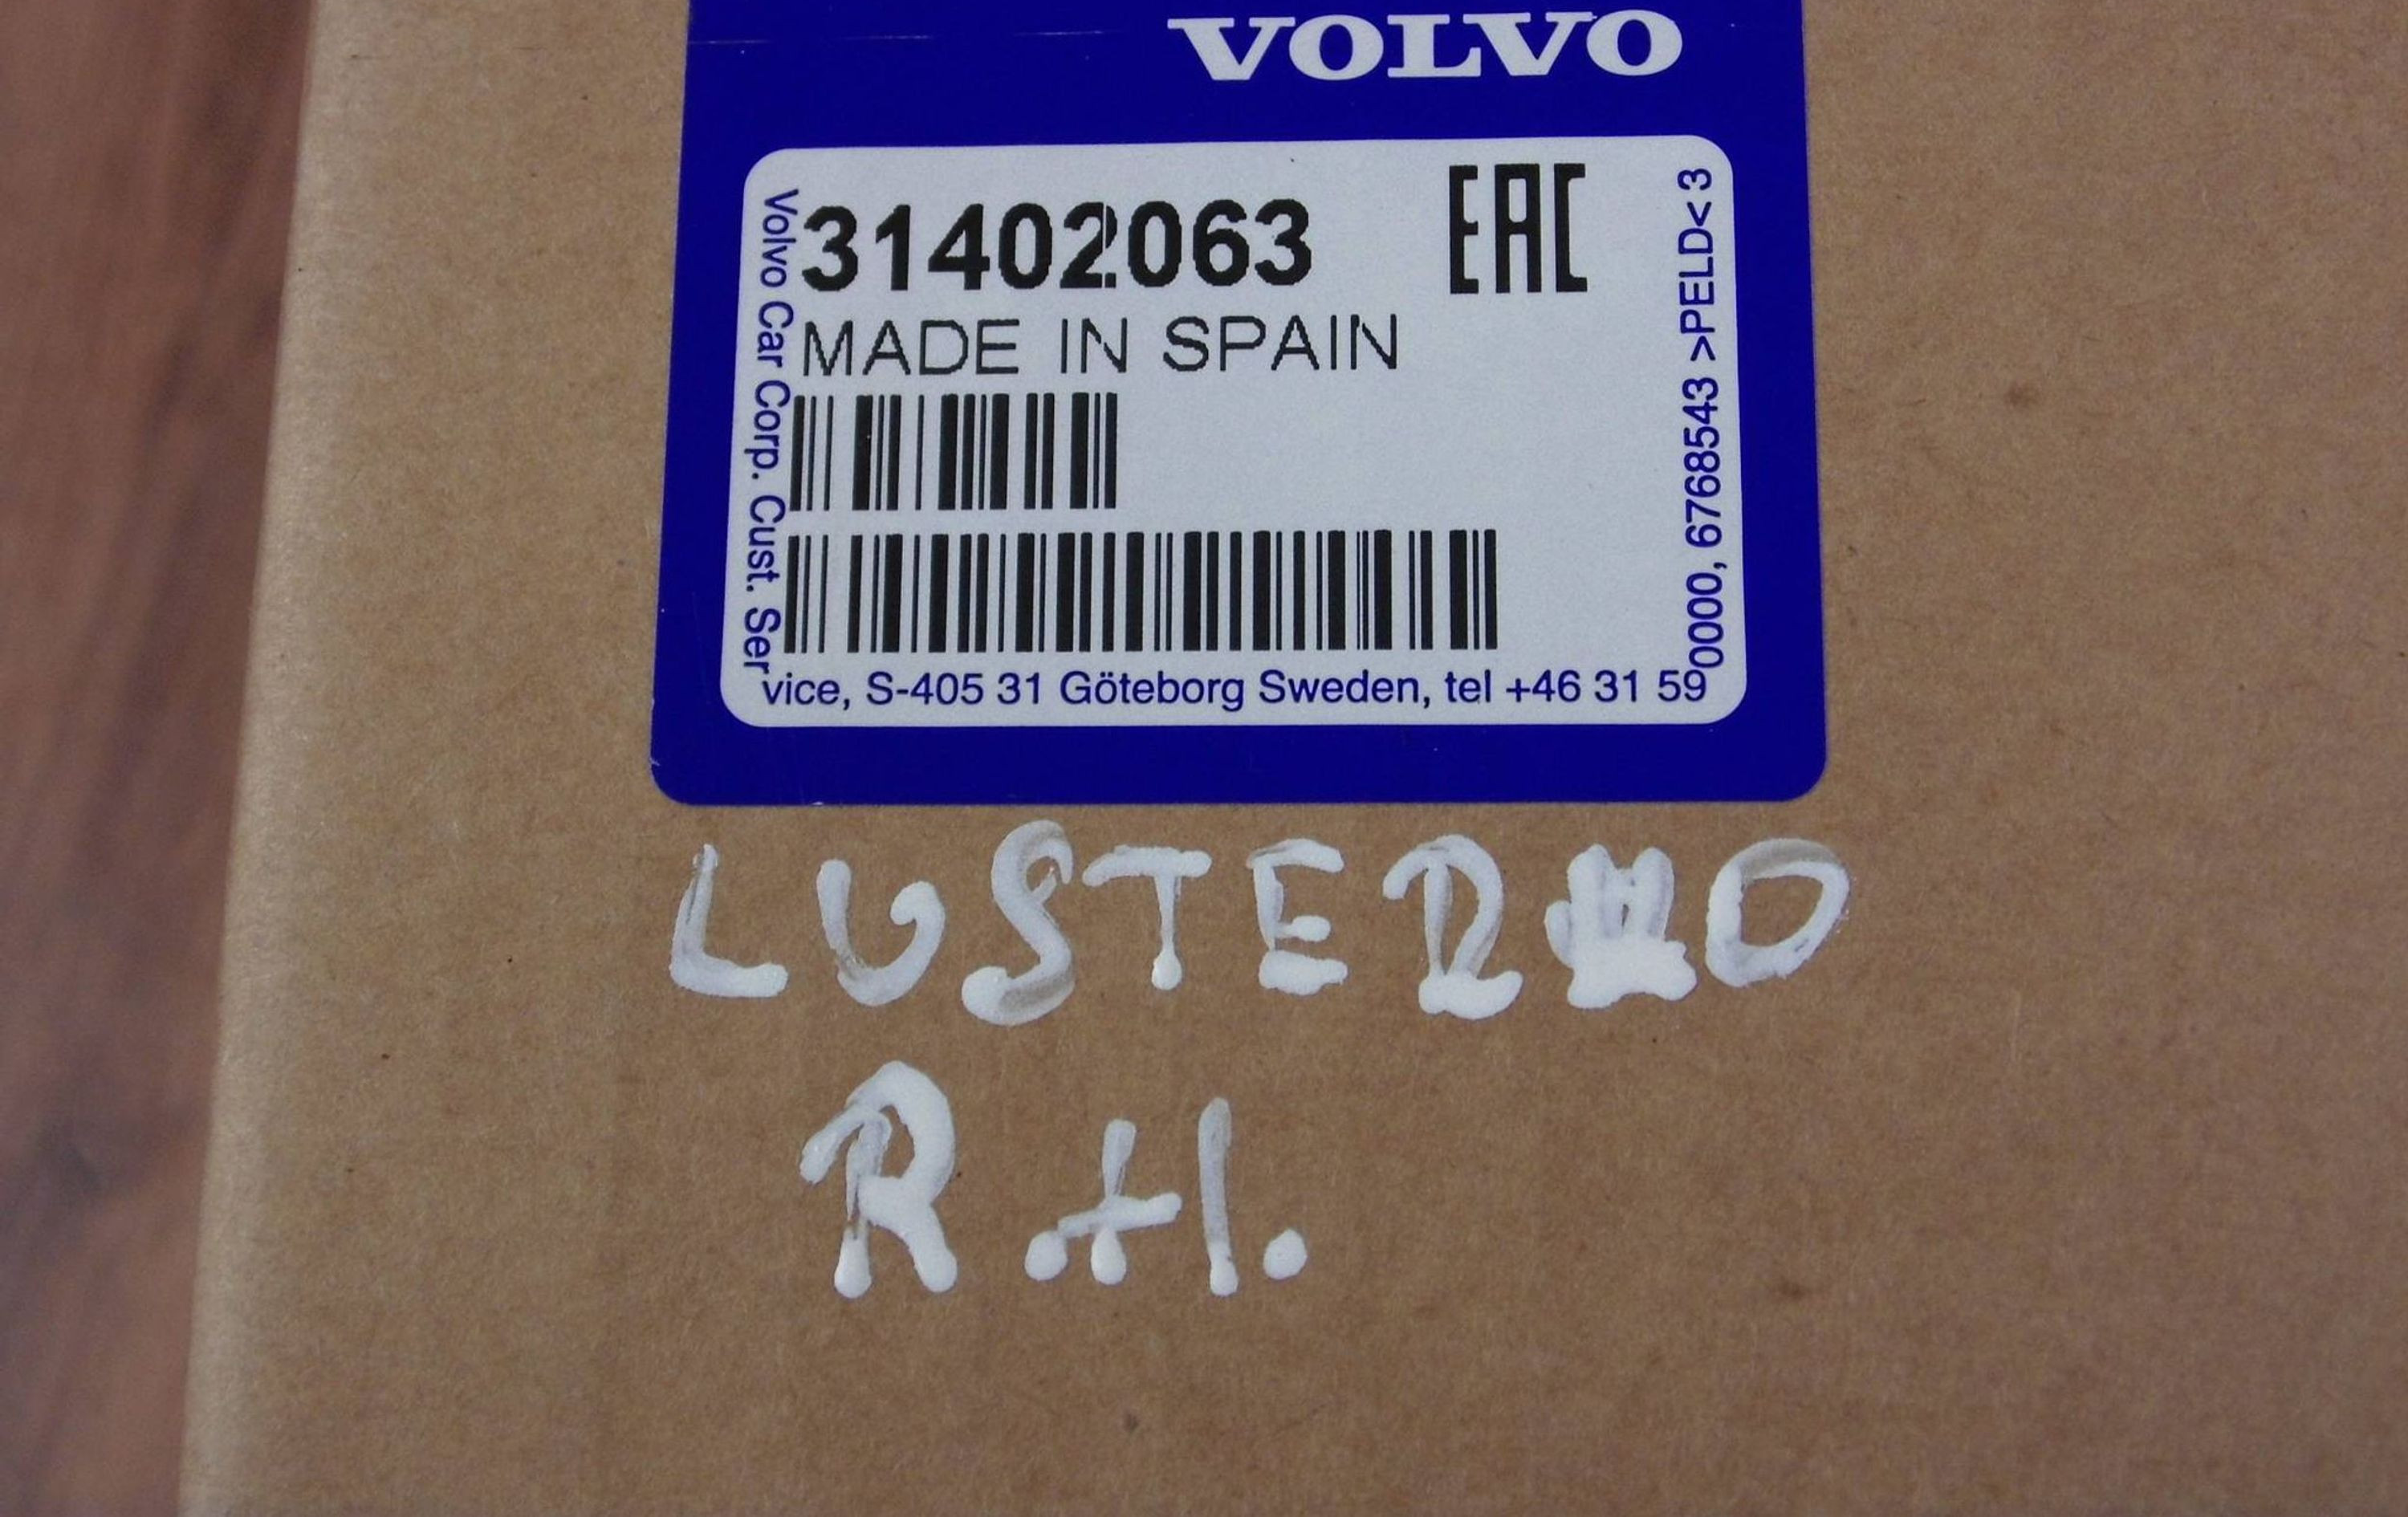 VOLVO
31402063 EAC
MADE IN SPAIN
Volvo Car Corp. Cust. Service, S-405 31 Göteborg Sweden, tel +46 31 590000, 6768543 >PELD< 3
R.H.